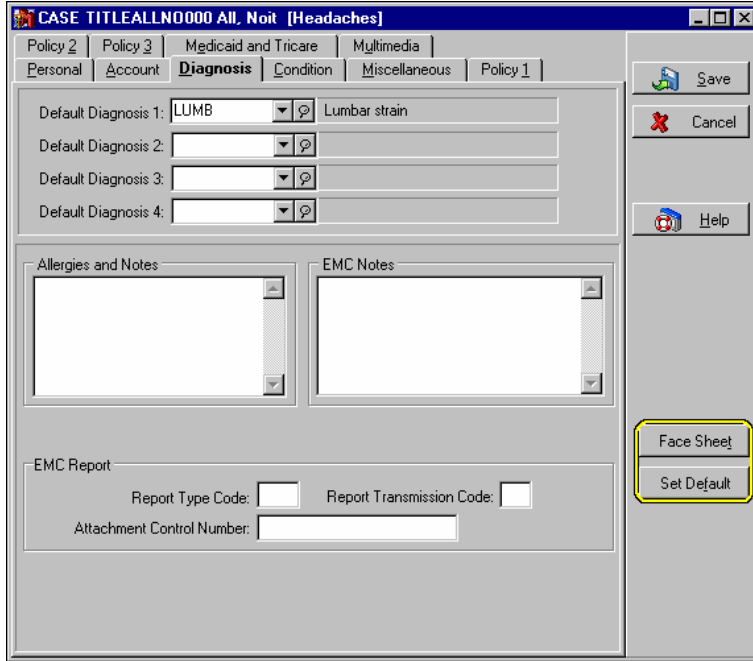 CASE TITLEALLNO000 All, Noit [Headaches]
Policy 2 Policy 3 Medicaid and Tricare Multimedia
Personal Account Diagnosis Condition Miscellaneous Policy 1
Default Diagnosis 1: LUMB Lumbar strain
Default Diagnosis 2:
Default Diagnosis 3:
Default Diagnosis 4:
Allergies and Notes EMC Notes
EMC Report
Report Type Code: Report Transmission Code:
Attachment Control Number:
Save
Cancel
Help
Face Sheet
Set Default